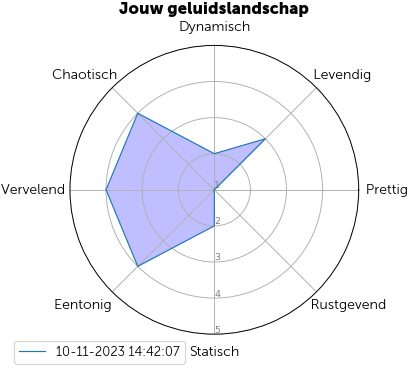 Jouw geluidslandschap
Dynamisch
Chaotisch
Levendig
Vervelend
1
Prettig
2
3
4
Eentonig
Rustgevend
5
10-11-2023 14:42:07
Statisch